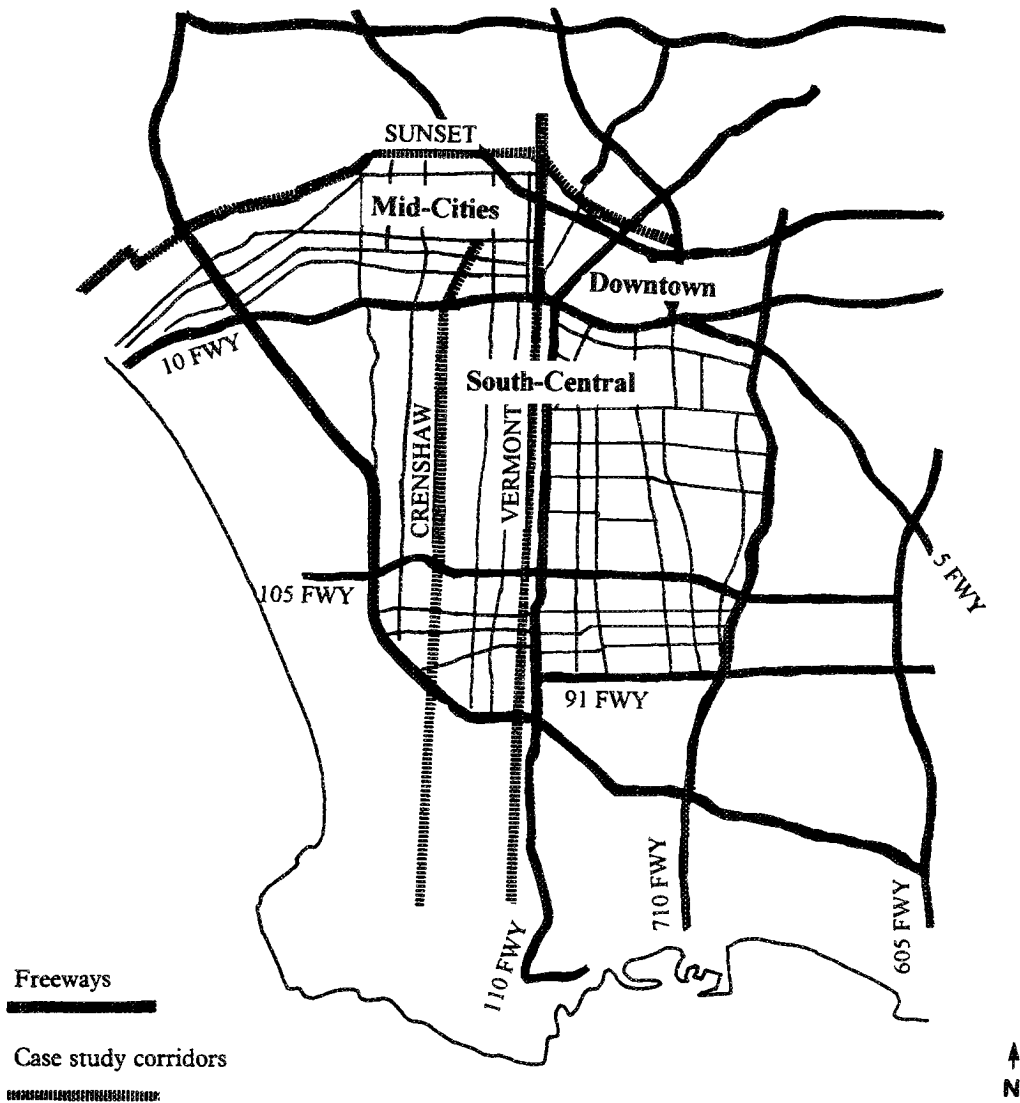 SUNSET
Mid-Cities
Downtown
10 FWY
South-Central
CRENSHAW
VERMONT
105 FWY
5 FWY
91 FWY
710 FWY
605 FWY
110 FWY
Freeways
Case study corridors
N